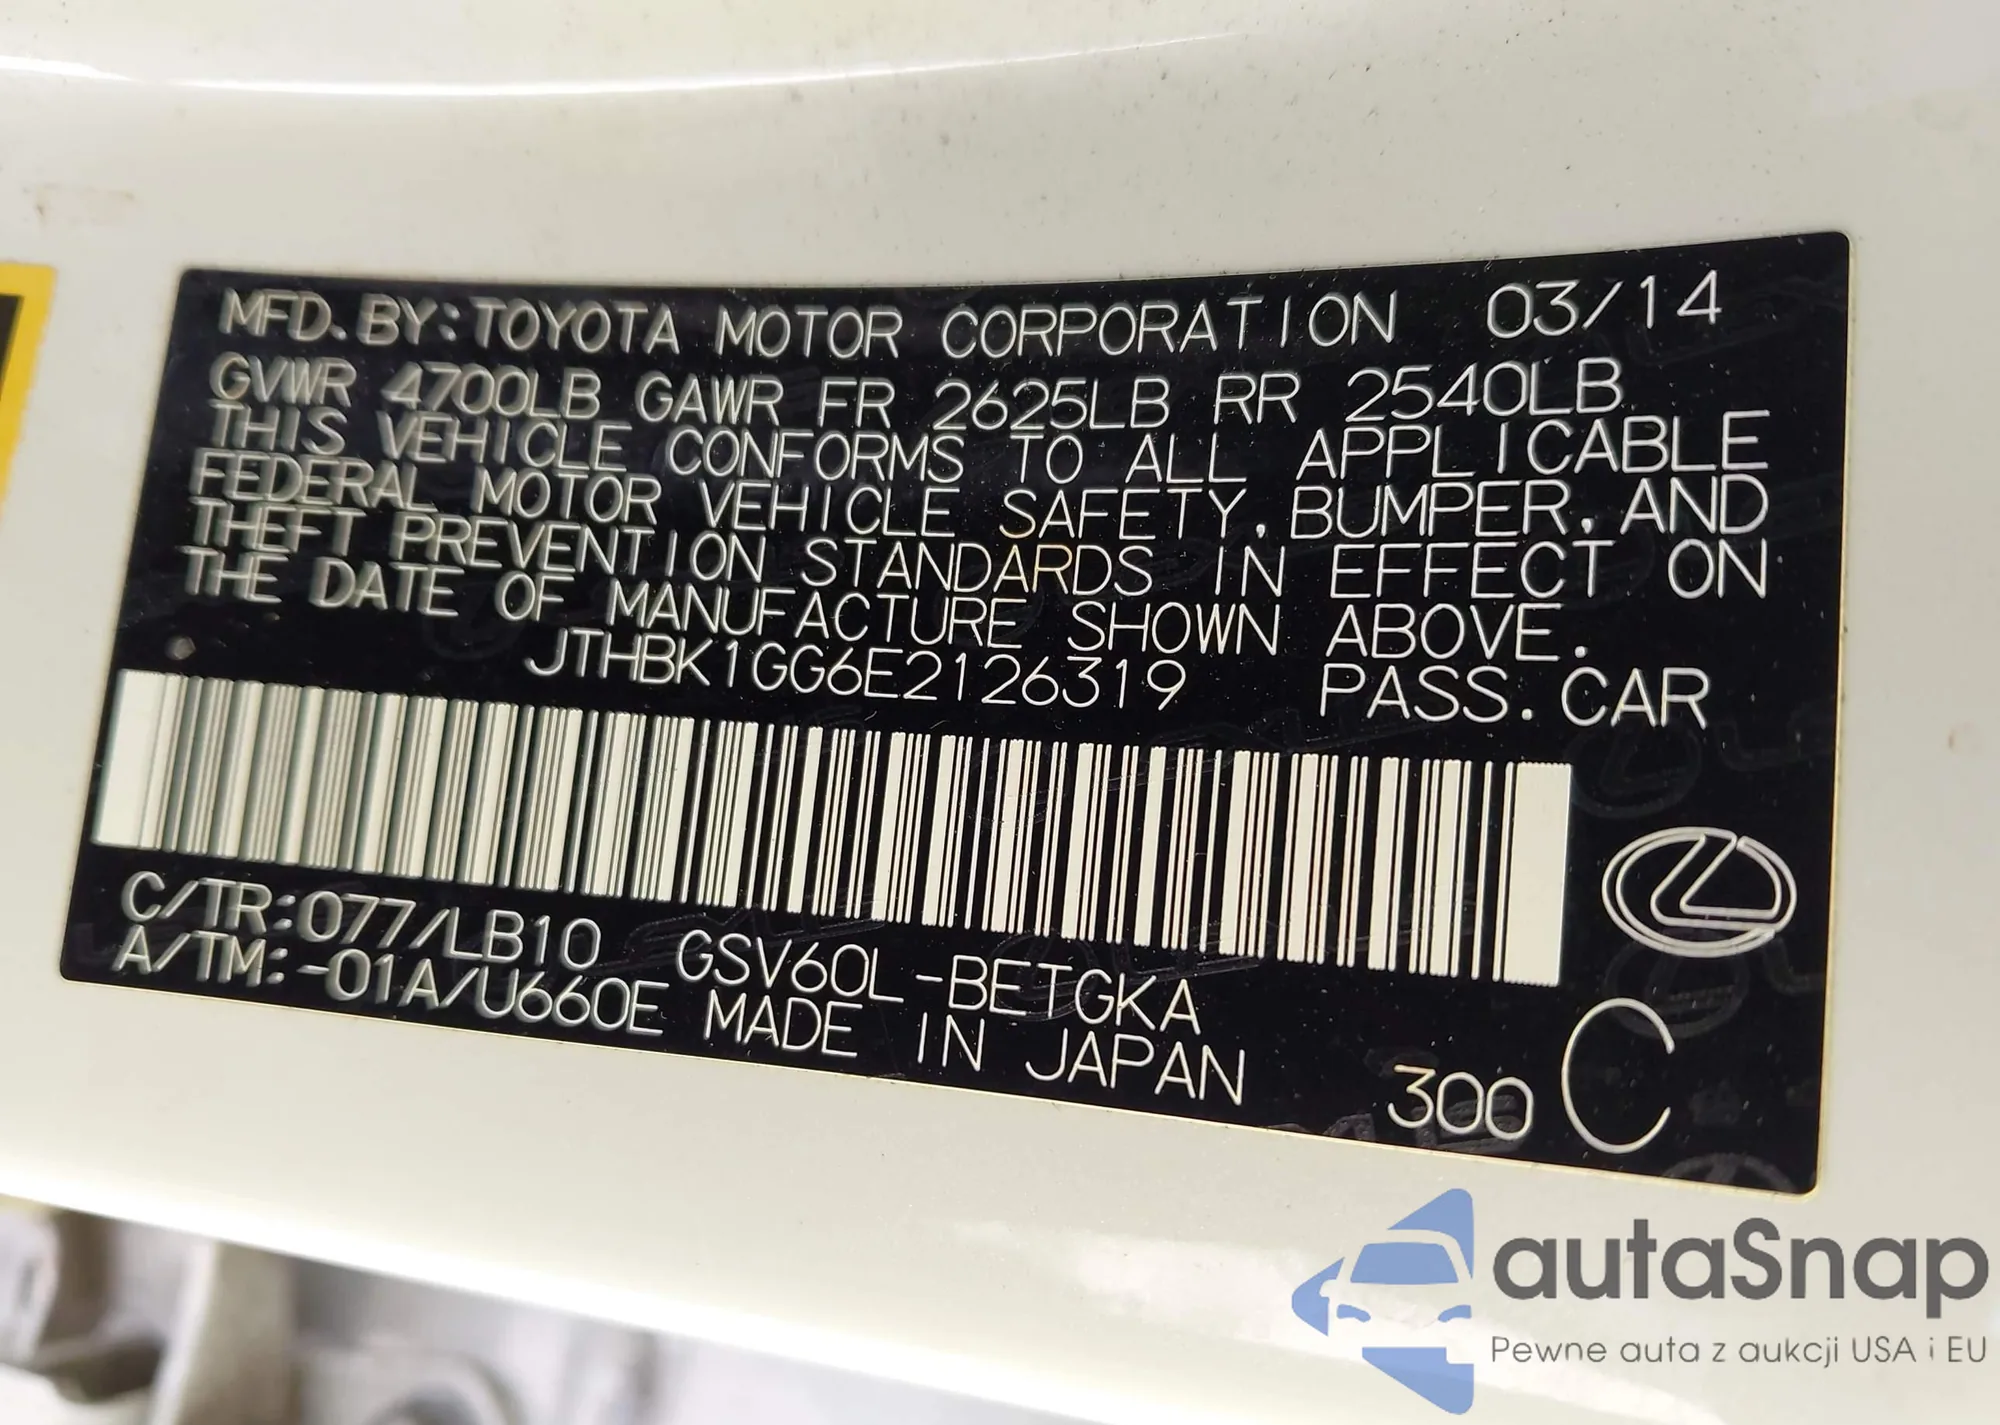 MFD. BY: TOYOTA MOTOR CORPORATION 03/14
GVWR 4700LB GAWR FR 2625LB RR 2540LB
THIS VEHICLE CONFORMS TO ALL APPLICABLE
FEDERAL MOTOR VEHICLE SAFETY, BUMPER, AND
THEFT PREVENTION STANDARDS IN EFFECT ON
THE DATE OF MANUFACTURE SHOWN ABOVE.
JTHBK1GG6E2126319 PASS. CAR
C/TR:077/LB10 GSV60L-BETGKA
A/TM:-01A/U660E MADE IN JAPAN 300 C
autaSnap
Pewne auta z aukcji USA i EU